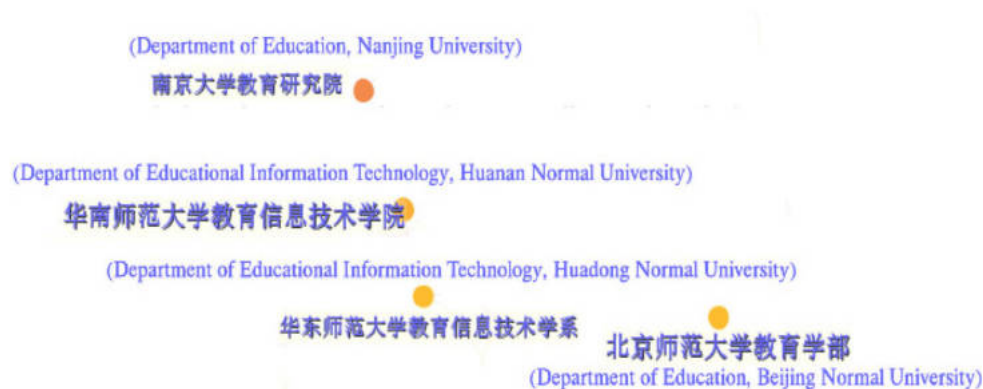 (Department of Education, Nanjing University)
南京大学教育研究院
(Department of Educational Information Technology, Huanan Normal University)
华南师范大学教育信息技术学院
(Department of Educational Information Technology, Huadong Normal University)
华东师范大学教育信息技术学系
北京师范大学教育学部
(Department of Education, Beijing Normal University)